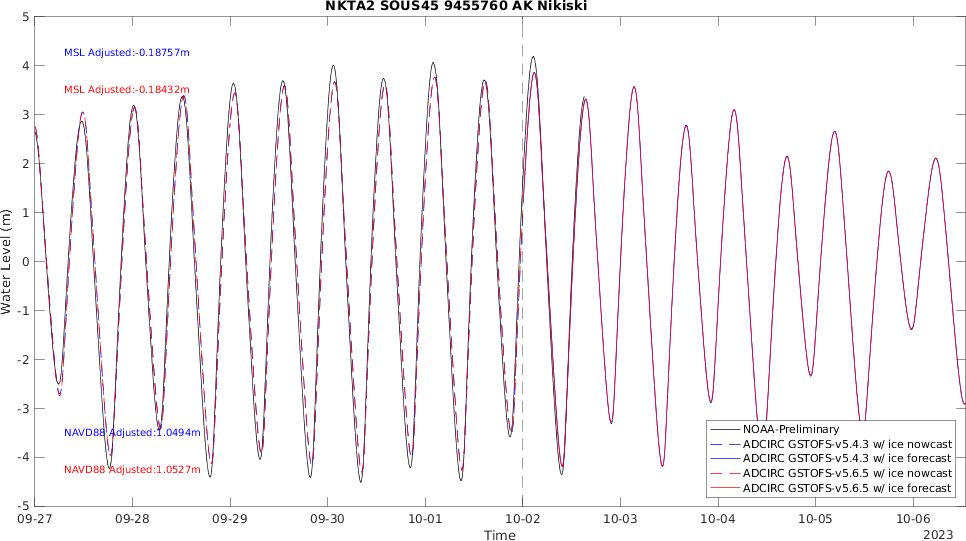 NKTA2 SOUS45 9455760 AK Nikiski
MSL Adjusted:-0.18757m
MSL Adjusted:-0.18432m
NAVD88 Adjusted:1.0494m
NAVD88 Adjusted:1.0527m
Water Level (m)
5
4
3
2
1
0
-1
-2
-3
-4
-5
NOAA-Preliminary
ADCIRC GSTOFS-v5.4.3 w/ ice nowcast
ADCIRC GSTOFS-v5.4.3 w/ ice forecast
ADCIRC GSTOFS-v5.6.5 w/ ice nowcast
ADCIRC GSTOFS-v5.6.5 w/ ice forecast
09-27 09-28 09-29 09-30 10-01 10-02 10-03 10-04 10-05 10-06
Time
2023